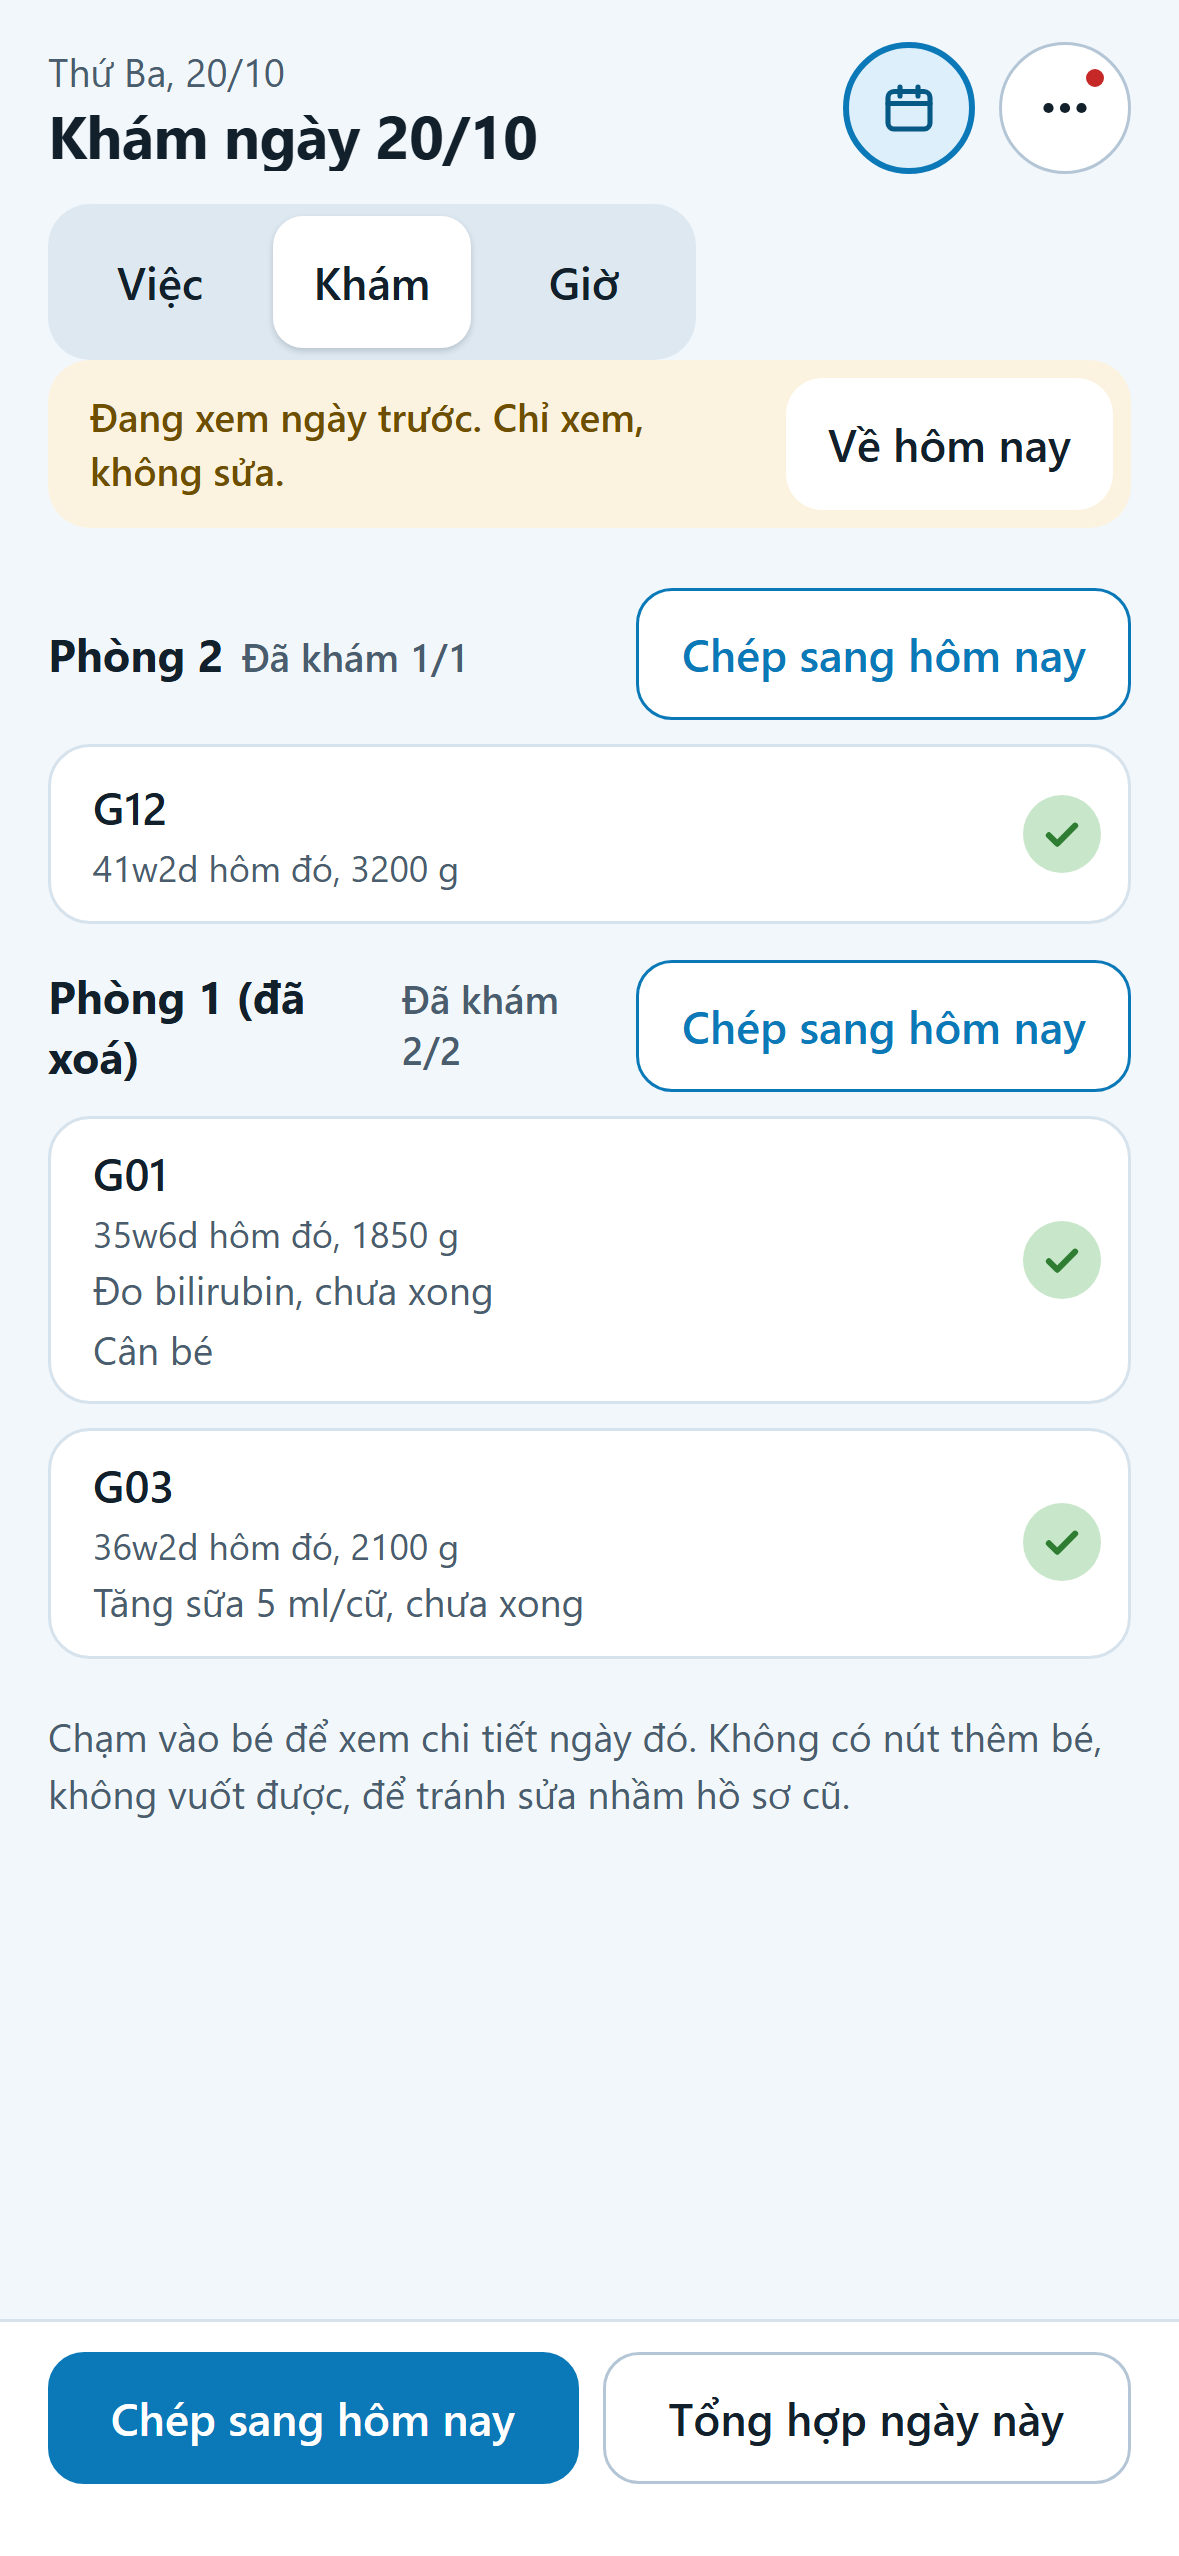 Thứ Ba, 20/10
Khám ngày 20/10
Việc
Khám
Giờ
Đang xem ngày trước. Chỉ xem,
không sửa.
Về hôm nay
Phòng 2 Đã khám 1/1
Chép sang hôm nay
G12
41w2d hôm đó, 3200 g
Phòng 1 (đã
xoá)
Đã khám
2/2
Chép sang hôm nay
G01
35w6d hôm đó, 1850 g
Đo bilirubin, chưa xong
Cân bé
G03
36w2d hôm đó, 2100 g
Tăng sữa 5 ml/cữ, chưa xong
Chạm vào bé để xem chi tiết ngày đó. Không có nút thêm bé,
không vuốt được, để tránh sửa nhầm hồ sơ cũ.
Chép sang hôm nay
Tổng hợp ngày này